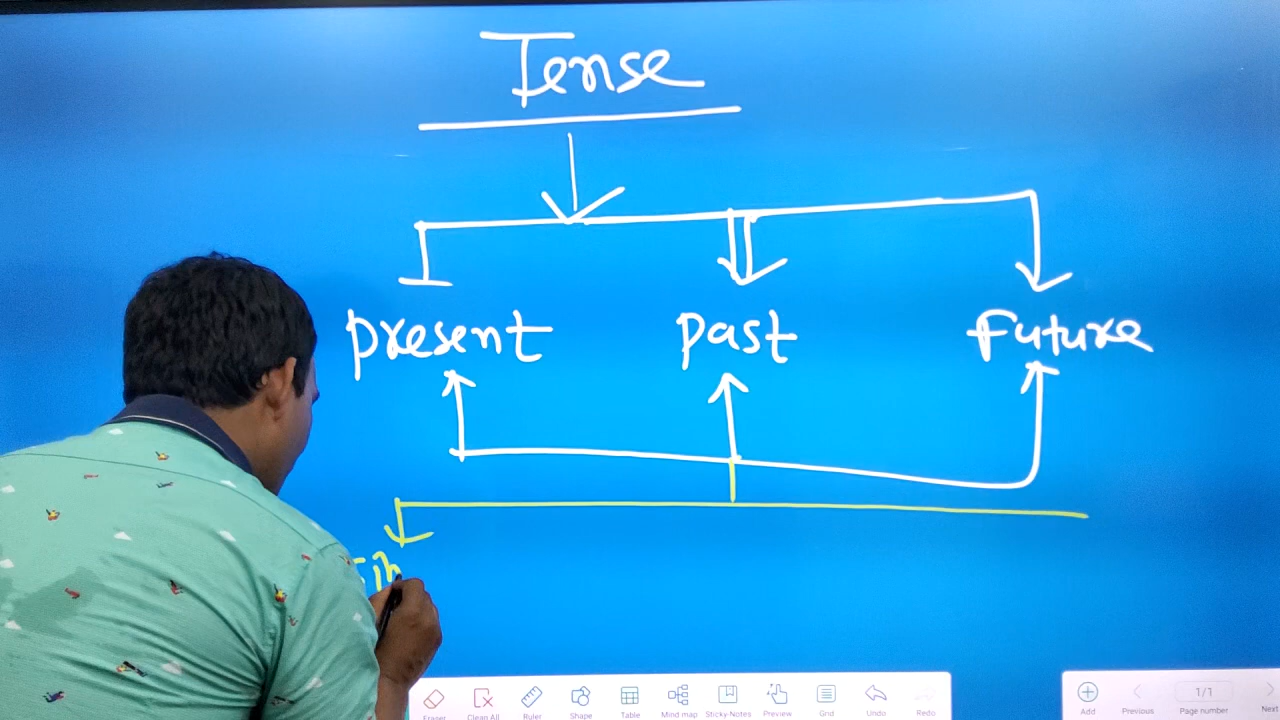 Tense
present past Future
Eraser Clean All Ruler Shape Table Mind map Sticky-Notes Preview Grid Undo Redo
Add Previous 1/1 Page number Next